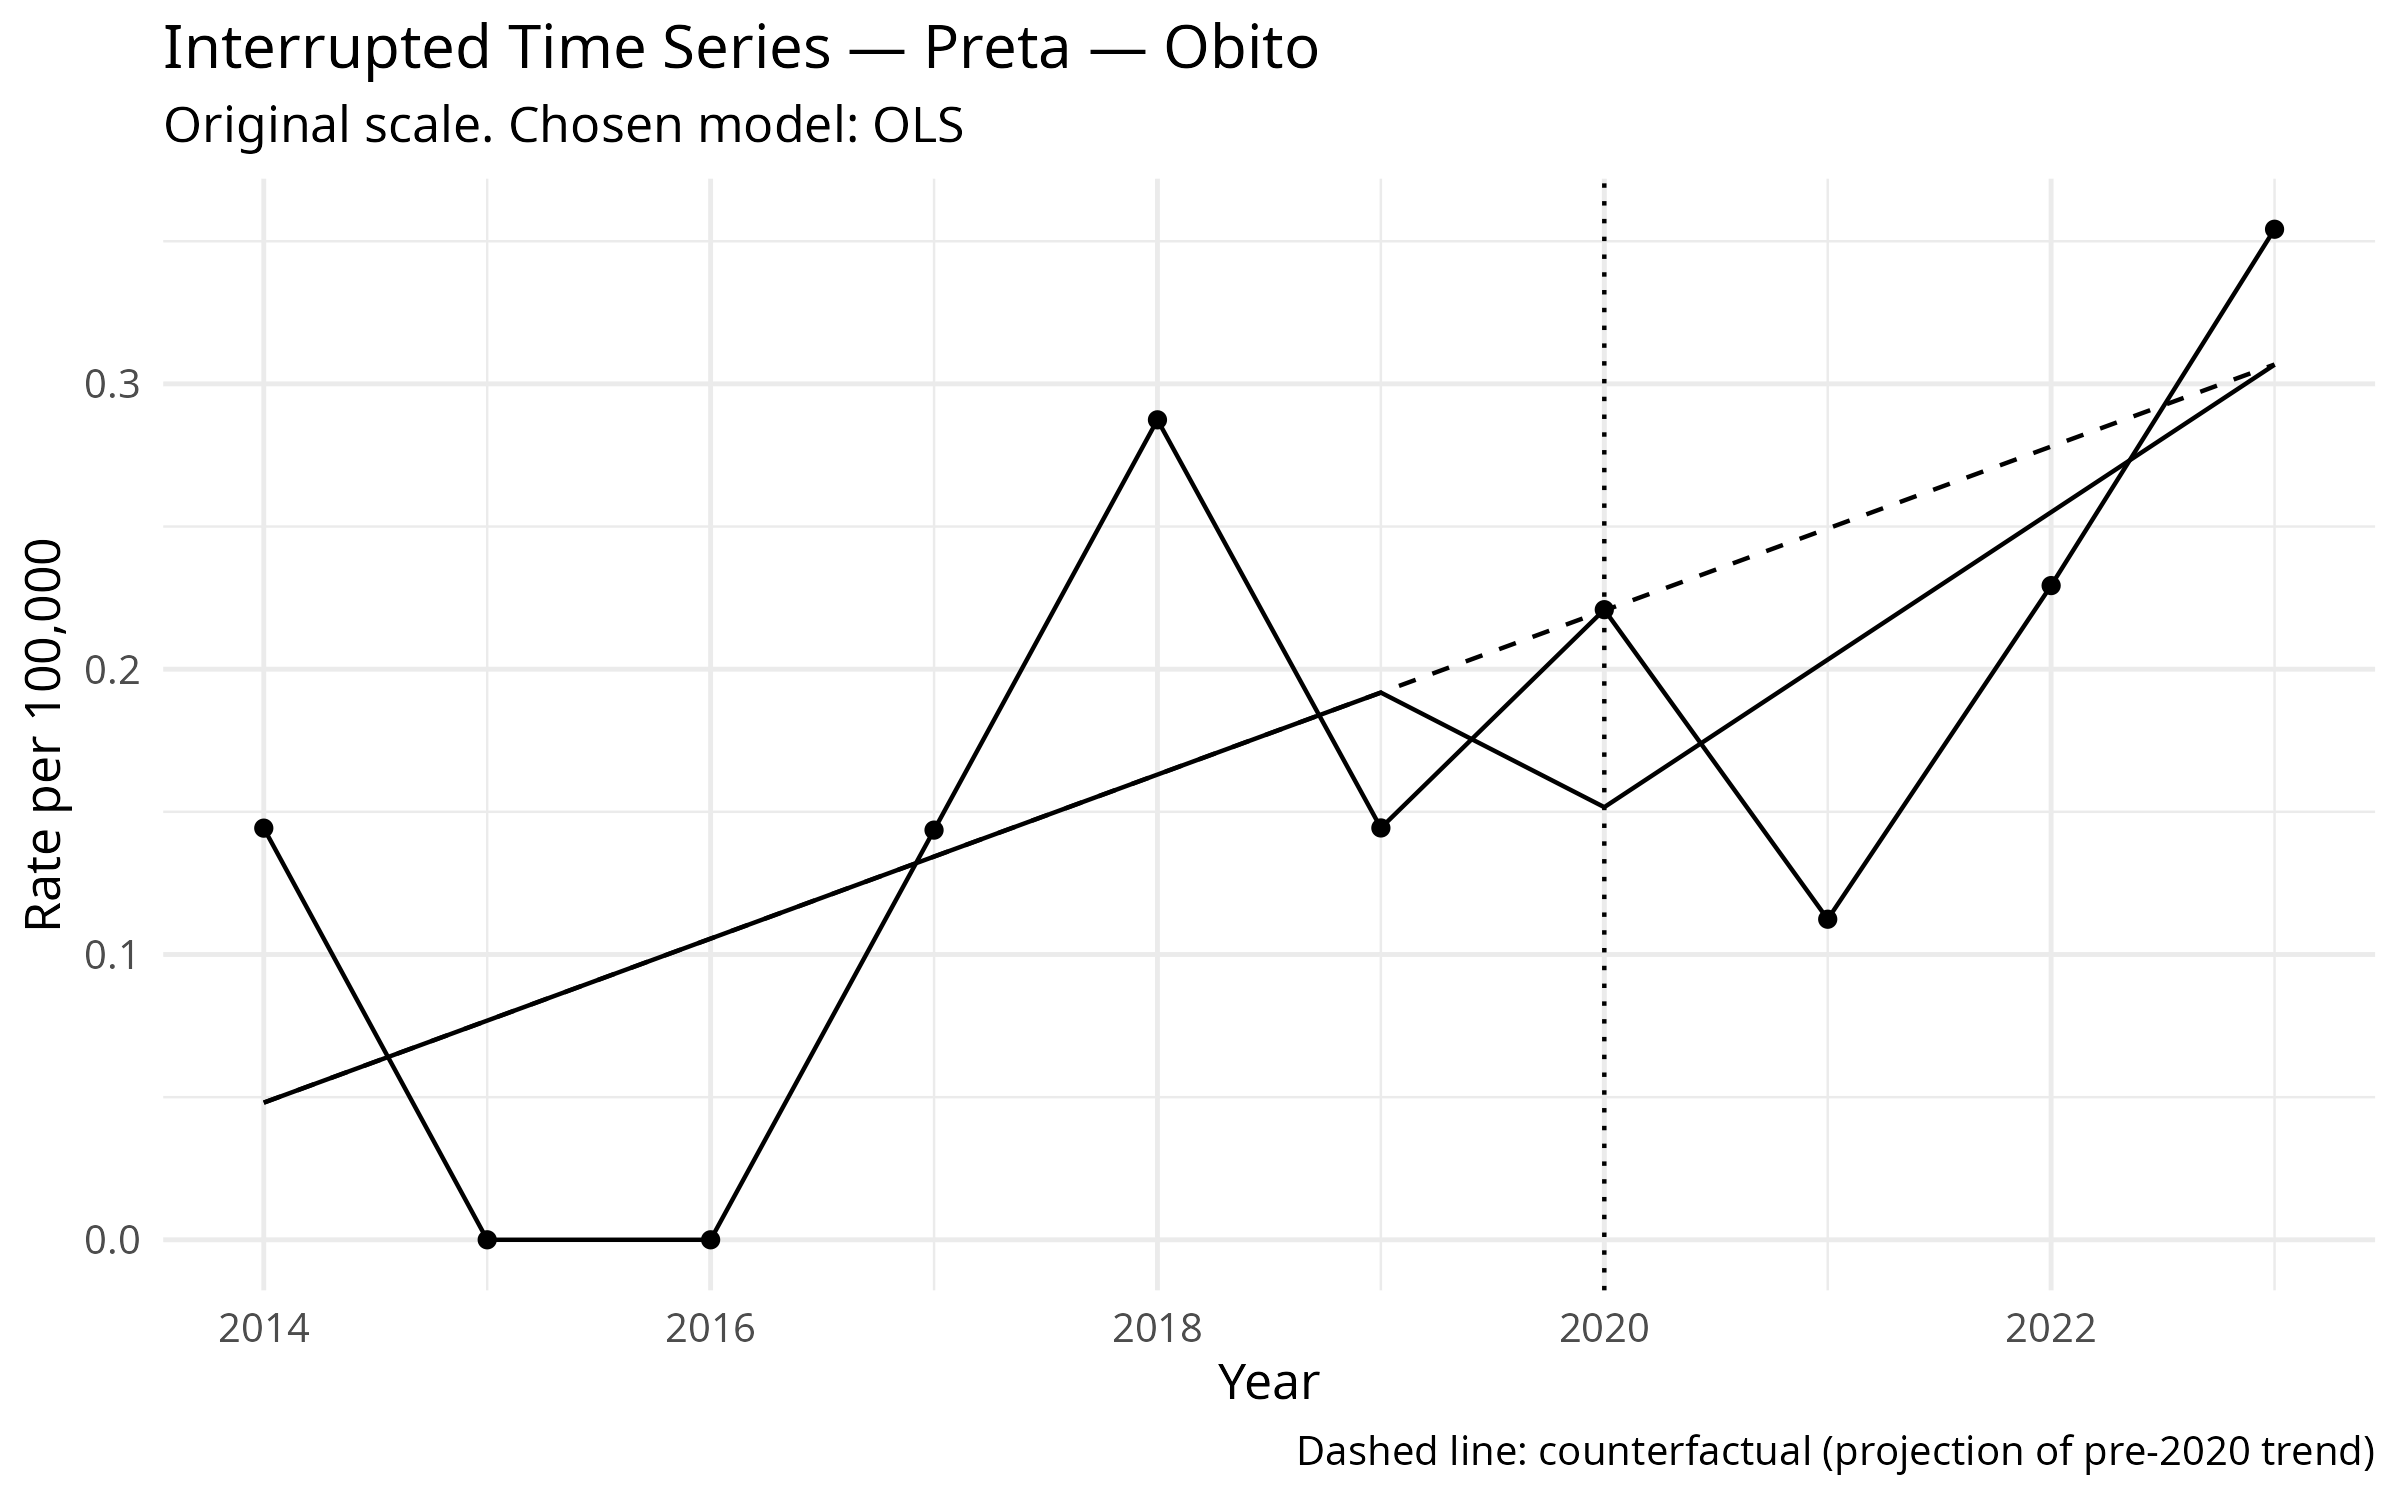 Interrupted Time Series — Preta — Obito
Original scale. Chosen model: OLS
Rate per 100,000
0.3
0.2
0.1
0.0
2014 2016 2018 2020 2022
Year
Dashed line: counterfactual (projection of pre-2020 trend)